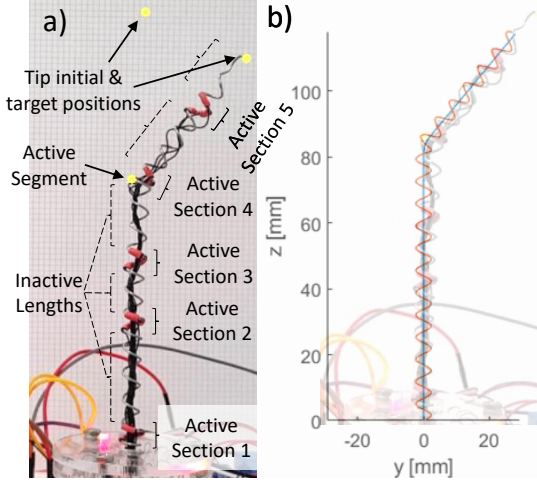 a)
Tip initial &
target positions
Active
Segment
Active
Section 5
Active
Section 4
Active
Section 3
Inactive
Lengths
Active
Section 2
Active
Section 1
b)
100
80
60
40
20
0
z [mm]
-20
0
20
y [mm]